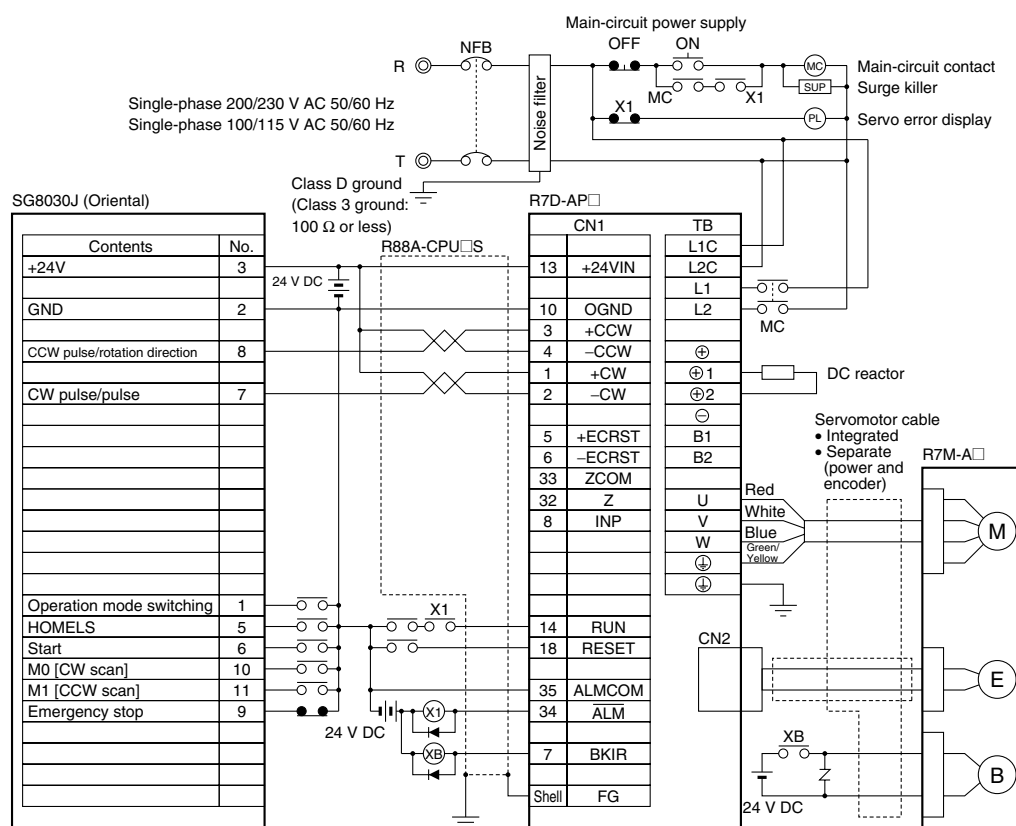 Main-circuit power supply
OFF ON
NFB
R
MC
Main-circuit contact
SUP
Surge killer
MC X1
Single-phase 200/230 V AC 50/60 Hz
Single-phase 100/115 V AC 50/60 Hz
Noise filter
X1
PL
Servo error display
T
Class D ground
(Class 3 ground:
100 Ω or less)
SG8030J (Oriental)
R7D-AP□
R88A-CPU□S
Contents No.
CN1 TB
L1C
+24V 3
24 V DC
13 +24VIN L2C
L1
GND 2
10 OGND L2
MC
3 +CCW
CCW pulse/rotation direction 8
4 −CCW ⊕
1 +CW ⊕1
DC reactor
CW pulse/pulse 7
2 −CW ⊕2
⊖
5 +ECRST B1
6 −ECRST B2
33 ZCOM
32 Z U
8 INP V
W
Servomotor cable
• Integrated
• Separate
(power and
encoder)
R7M-A□
Red
White
Blue
Green/
Yellow
M
Operation mode switching 1
HOMELS 5
X1
14 RUN
Start 6
18 RESET
M0 [CW scan] 10
M1 [CCW scan] 11
35 ALMCOM
Emergency stop 9
24 V DC
X1
34 ALM
XB
7 BKIR
Shell FG
CN2
E
XB
24 V DC
B